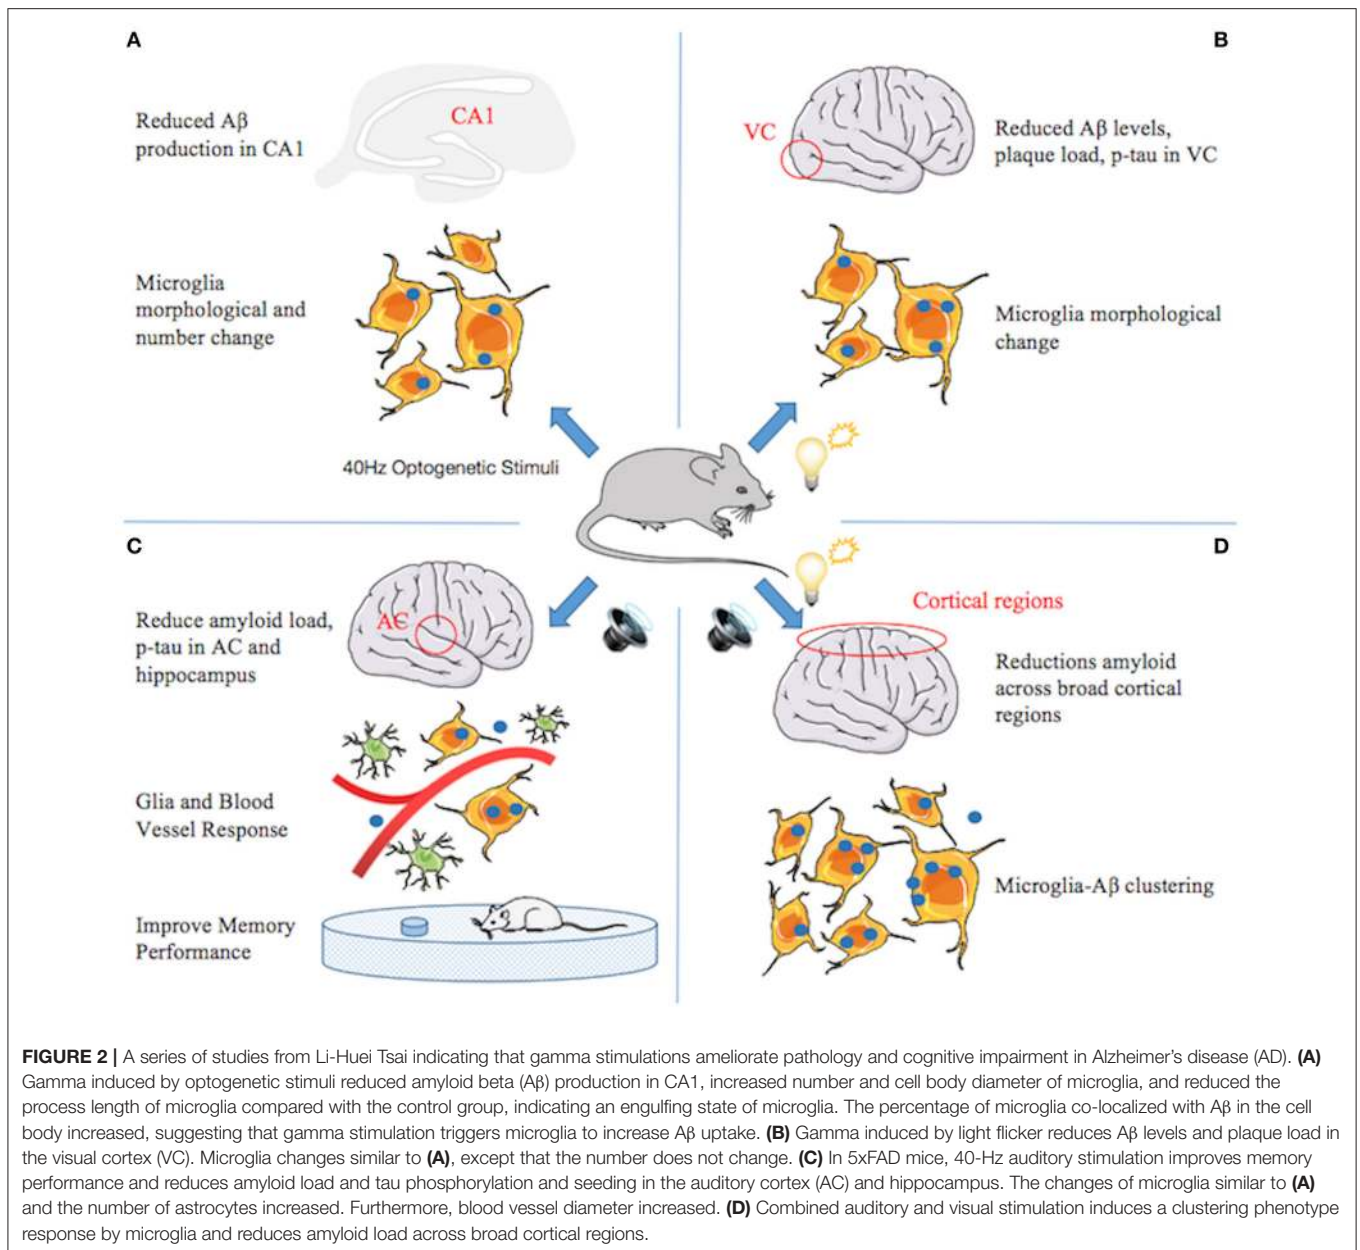 A
Reduced Aβ
production in CA1
CA1
Microglia
morphological and
number change
40Hz Optogenetic Stimuli
B
VC
Reduced Aβ levels,
plaque load, p-tau in VC
Microglia morphological
change
C
Reduce amyloid load,
p-tau in AC and
hippocampus
AC
Glia and Blood
Vessel Response
Improve Memory
Performance
D
Cortical regions
Reductions amyloid
across broad cortical
regions
Microglia-Aβ clustering
FIGURE 2 | A series of studies from Li-Huei Tsai indicating that gamma stimulations ameliorate pathology and cognitive impairment in Alzheimer's disease (AD). (A)
Gamma induced by optogenetic stimuli reduced amyloid beta (Aβ) production in CA1, increased number and cell body diameter of microglia, and reduced the
process length of microglia compared with the control group, indicating an engulfing state of microglia. The percentage of microglia co-localized with Aβ in the cell
body increased, suggesting that gamma stimulation triggers microglia to increase Aβ uptake. (B) Gamma induced by light flicker reduces Aβ levels and plaque load in
the visual cortex (VC). Microglia changes similar to (A), except that the number does not change. (C) In 5xFAD mice, 40-Hz auditory stimulation improves memory
performance and reduces amyloid load and tau phosphorylation and seeding in the auditory cortex (AC) and hippocampus. The changes of microglia similar to (A)
and the number of astrocytes increased. Furthermore, blood vessel diameter increased. (D) Combined auditory and visual stimulation induces a clustering phenotype
response by microglia and reduces amyloid load across broad cortical regions.